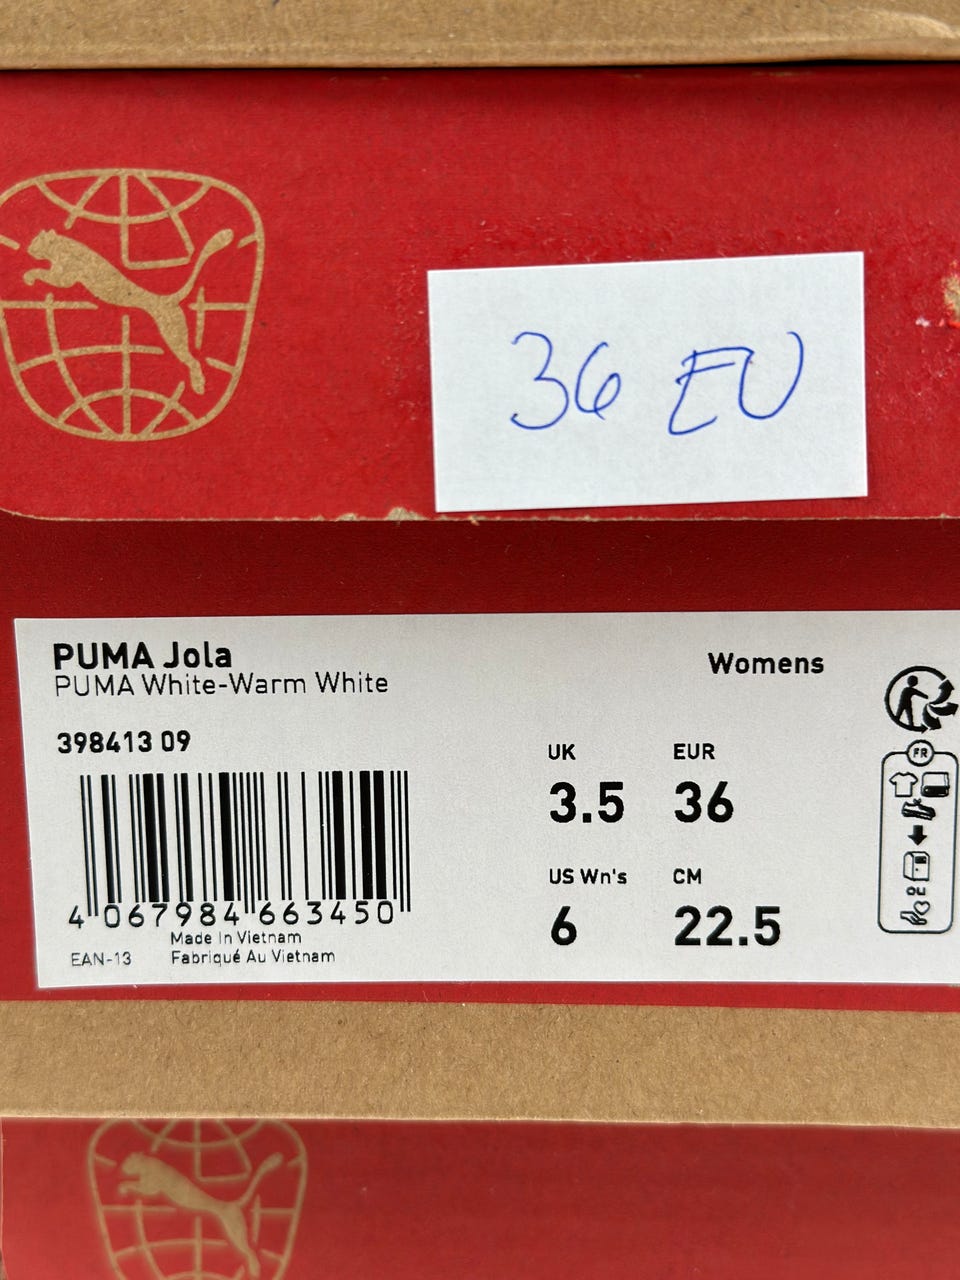 36 EU
PUMA Jola
PUMA White-Warm White
Womens
398413 09
UK EUR
3.5 36
US Wn's CM
6 22.5
4 067984 663450
EAN-13
Made In Vietnam
Fabriqué Au Vietnam
FR
OU